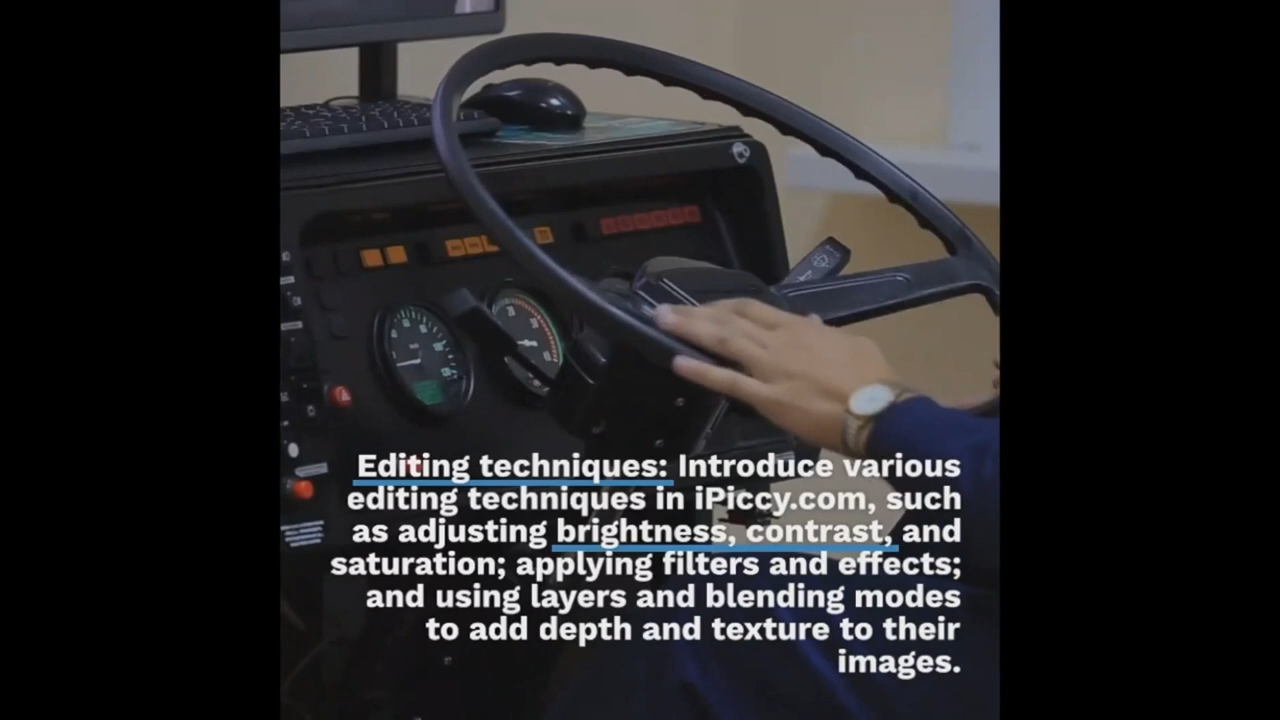 Editing techniques: Introduce various
editing techniques in iPiccy.com, such
as adjusting brightness, contrast, and
saturation; applying filters and effects;
and using layers and blending modes
to add depth and texture to their
images.